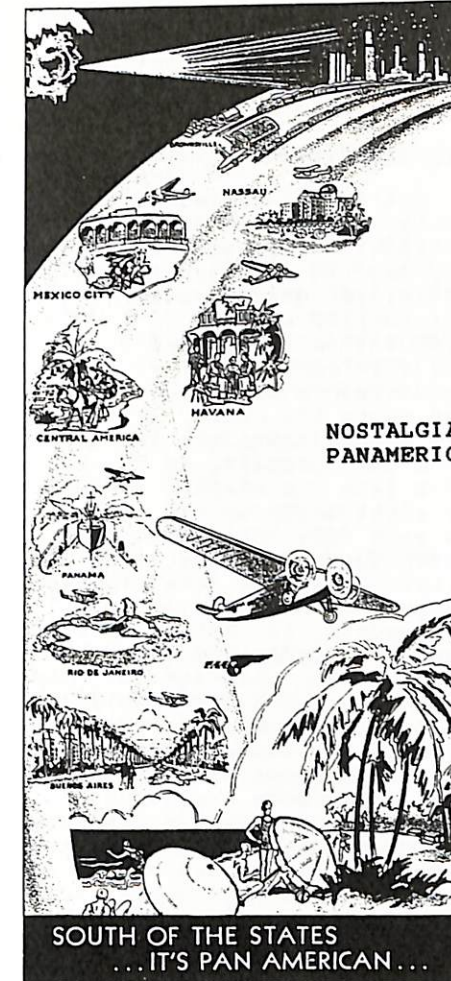 BROWNSVILLE
NASSAU
MEXICO CITY
HAVANA
CENTRAL AMERICA
NOSTALGIA
PANAMERIC
PANAMA
RIO DE JANEIRO
BUENOS AIRES
SOUTH OF THE STATES
...IT'S PAN AMERICAN...